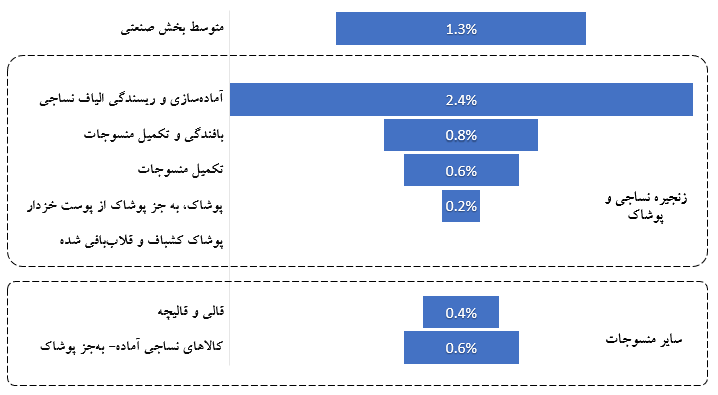 متوسط بخش صنعتی
1.3%
آماده‌سازی و ریسندگی الیاف نساجی
2.4%
بافندگی و تکمیل منسوجات
0.8%
تکمیل منسوجات
0.6%
پوشاک، به جز پوشاک از پوست خزدار
0.2%
پوشاک کشباف و قلاب‌بافی شده
زنجیره نساجی و
پوشاک
قالی و قالیچه
0.4%
کالاهای نساجی آماده- به‌جز پوشاک
0.6%
سایر منسوجات